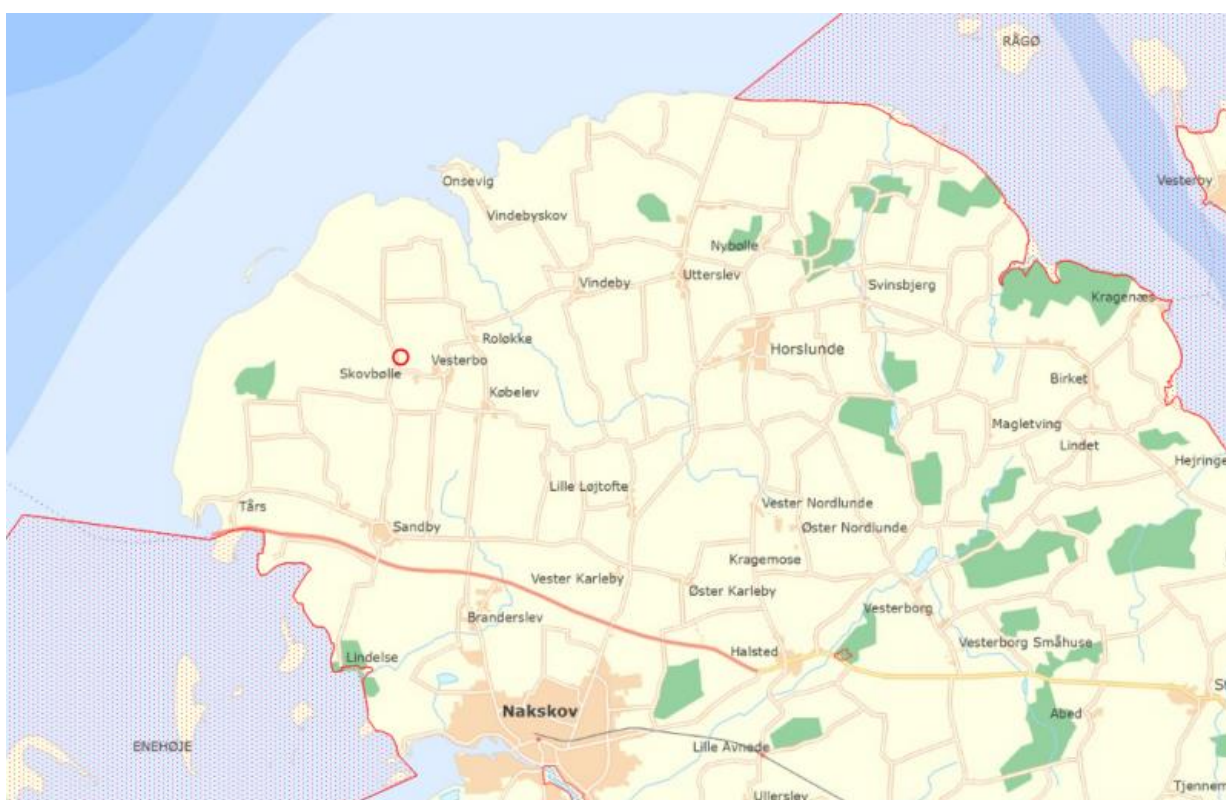 RÅGØ
Vesterby
Onsevig
Vindebyskov
Nybølle
Utterslev
Vindeby
Svinsbjerg
Kragenæs
Roløkke
Horslunde
Vesterbo
Skovbølle
Birket
Købelev
Magletving
Lindet
Hejringe
Lille Løjtofte
Vester Nordlunde
Tårs
Sandby
Øster Nordlunde
Kragemose
Vester Karleby
Øster Karleby
Vesterborg
Branderslev
Vesterborg Småhuse
Halsted
Lindelse
St
Nakskov
Abed
ENEHØJE
Lille Avnede
Tjennem
Ullerslev